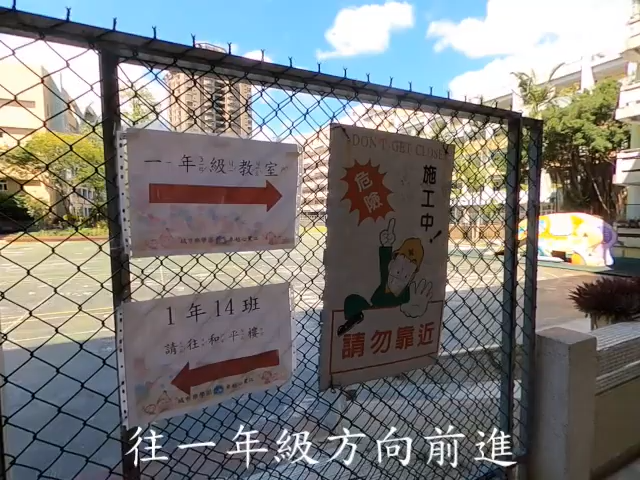 一年級教室
1年14班
請往和平樓
DON'T GET CLOSE
危險
施工中!
請勿靠近
往一年級方向前進